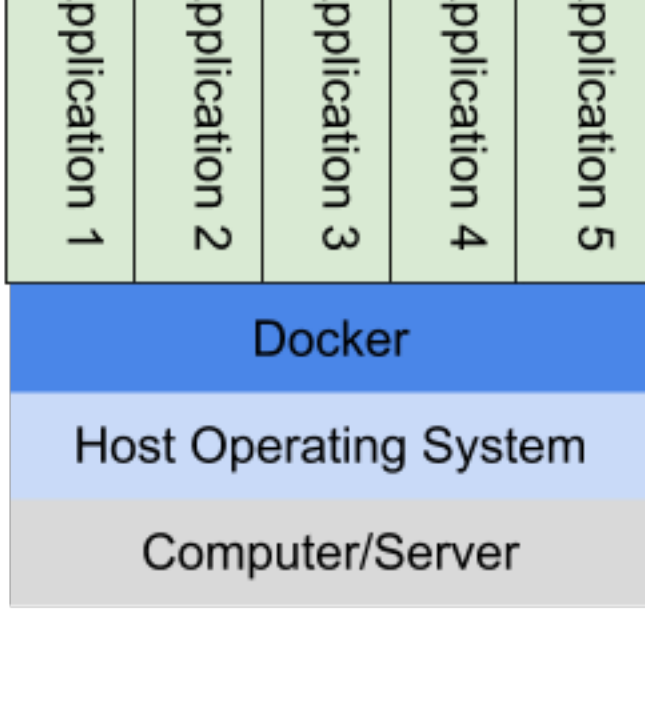 pplication 1
pplication 2
pplication 3
pplication 4
pplication 5
Docker
Host Operating System
Computer/Server